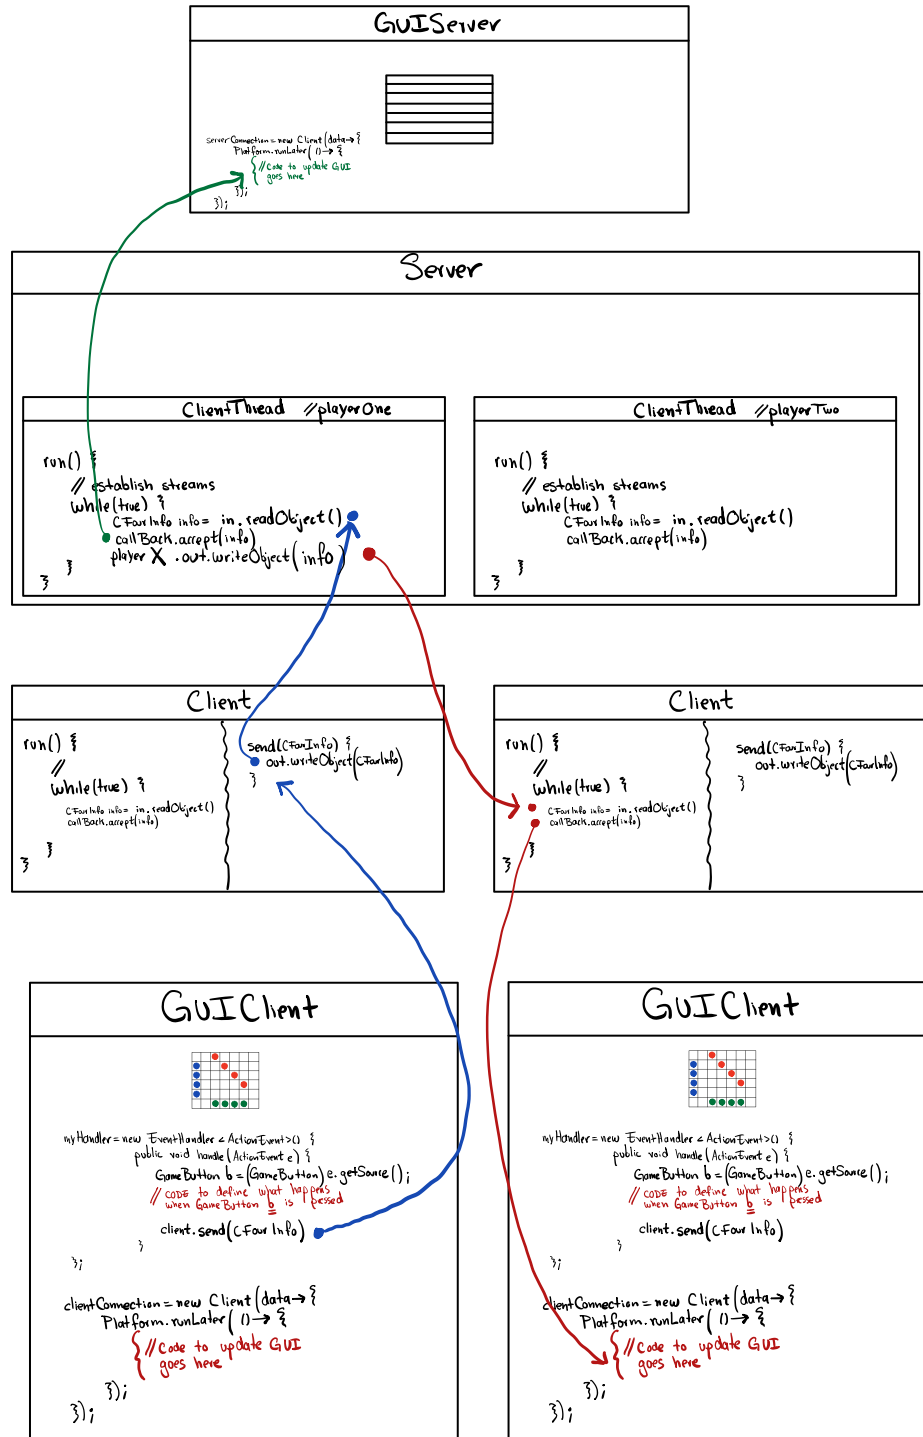 GUIServer
serverConnection = new Client(data→{
Platform.runLater(()→{
//Code to update GUI
goes here
});
});
Server
ClientThread //playerOne
run() {
// establish streams
while(true) {
CFourInfo info = in.readObject()
callBack.accept(info)
player X .out.writeObject(info)
}
}
ClientThread //playerTwo
run() {
// establish streams
while(true) {
CFourInfo info = in.readObject()
callBack.accept(info)
}
}
Client
run() {
//
while(true) {
CFourInfo info = in.readObject()
callBack.accept(info)
}
}
send(CFourInfo) {
out.writeObject(CFourInfo)
}
Client
run() {
//
while(true) {
CFourInfo info = in.readObject()
callBack.accept(info)
}
}
send(CFourInfo) {
out.writeObject(CFourInfo)
}
GUIClient
myHandler = new EventHandler<ActionEvent>() {
public void handle(ActionEvent e) {
GameButton b = (GameButton) e.getSource();
// CODE to define what happens
when GameButton b is pressed
client.send(CFourInfo)
}
};
clientConnection = new Client(data→{
Platform.runLater(()→{
//Code to update GUI
goes here
});
});
GUIClient
myHandler = new EventHandler<ActionEvent>() {
public void handle(ActionEvent e) {
GameButton b = (GameButton) e.getSource();
// CODE to define what happens
when GameButton b is pressed
client.send(CFourInfo)
}
};
clientConnection = new Client(data→{
Platform.runLater(()→{
//Code to update GUI
goes here
});
});